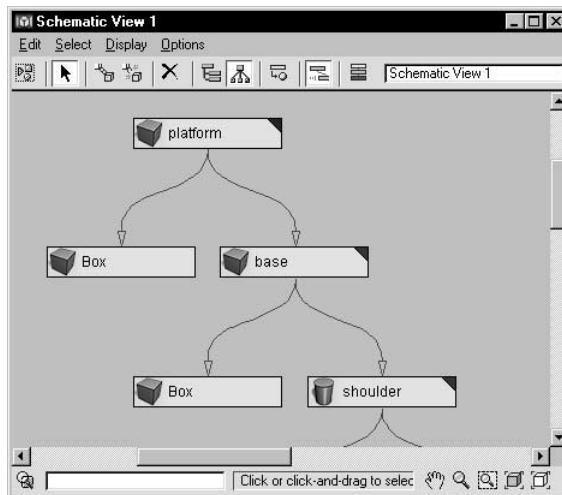 Schematic View 1
Edit Select Display Options
Schematic View 1
platform
Box
base
Box
shoulder
Click or click-and-drag to selec